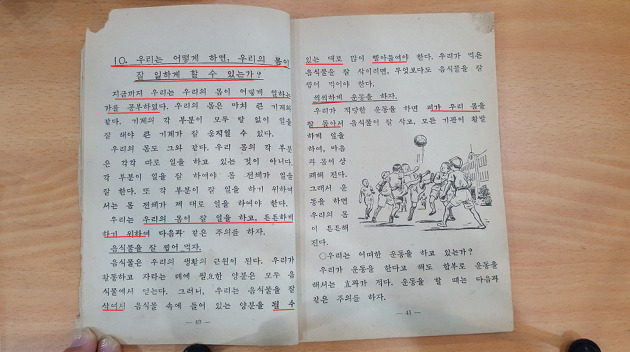 10. 우리는 어떻게 하면, 우리의 몸이
잘 일하게 할 수 있는가?
지금까지 우리는 우리의 몸이 어떻게 일하는
가를 공부하였다. 우리의 몸은 마치 큰 기계와
같다. 기계의 각 부분이 모두 탈 없이 일을
잘 해야 큰 기계가 잘 움직일 수 있다.
우리의 몸도 그와 같다. 우리 몸의 각 부분
은 각각 따로 일을 하고 있는 것이 아니다.
각 부분이 일을 잘 하여야 몸 전체가 일을
잘 한다. 또 각 부분이 일을 잘 하기 위하여
서는 몸 전체가 제 대로 일을 하여야 한다.
우리는 우리의 몸이 잘 일을 하고, 튼튼하게
하기 위하여 다음과 같은 주의를 하자.
음식물을 잘 씹어 먹자.
음식물은 우리의 생활의 근원이 된다. 우리가
활동하고 자라는 데에 필요한 양분은 모두 음
식물에서 얻는다. 그러니, 우리는 음식물을 잘
삭여서 음식물 속에 들어 있는 양분을 될 수
— 40 —
있는 대로 많이 빨아들여야 한다. 우리가 먹은
음식물을 잘 삭이려면, 무엇보다도 음식물을 잘
씹어 먹어야 한다.
씩씩하게 운동을 하자.
우리가 적당한 운동을 하면 피가 우리 몸을
잘 돌아서 음식물이 잘 삭고, 모든 기관이 활발
하게 일을
하며, 마음
과 몸이 상
쾌해 진다.
그래서 운
동을 하면
우리의 몸
이 튼튼해
진다.
○우리는 어떠한 운동을 하고 있는가?
우리가 운동을 한다고 해도 함부로 운동을
해서는 효과가 적다. 운동을 할 때는 다음과
같은 주의를 하자.
— 41 —